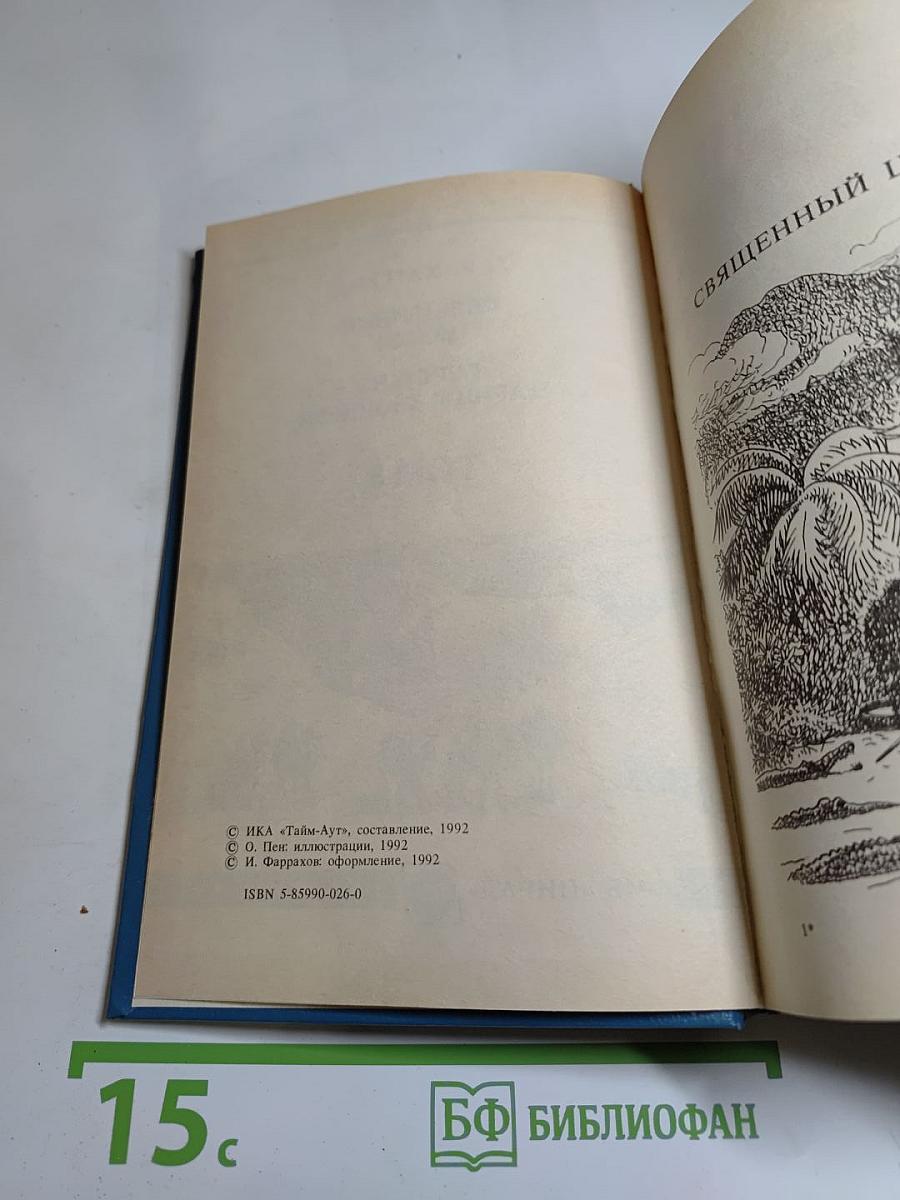 © ИКА «Тайм-Аут», составление, 1992
© О. Пен: иллюстрации, 1992
© И. Фаррахов: оформление, 1992
ISBN 5-85990-026-0
СВЯЩЕННЫЙ Ц
1*
15 с
БФ БИБЛИОФАН